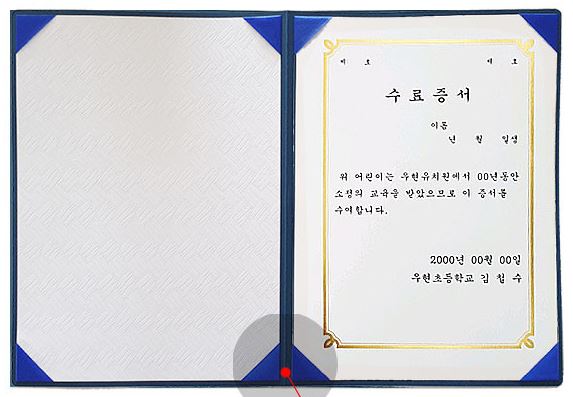 제 호 제 호
수료증서
이름
년 월 일생
위 어린이는 우현유치원에서 00년동안
소정의 교육을 받았으므로 이 증서를
수여합니다.
2000년 00월 00일
우현초등학교 김 철 수